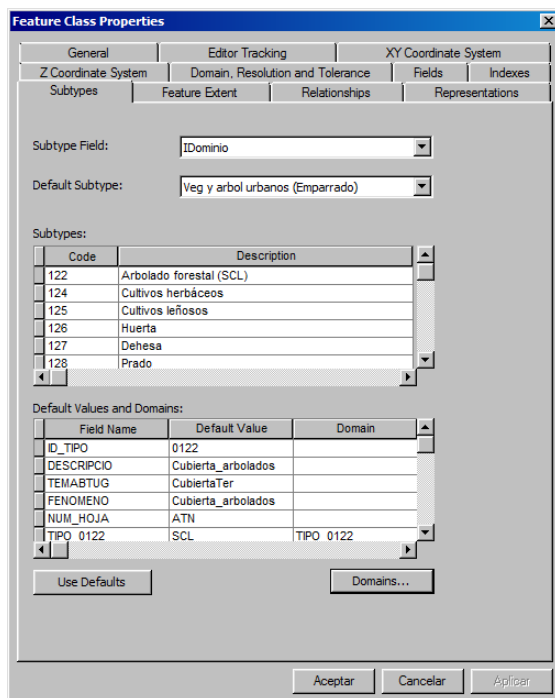 Feature Class Properties
General Editor Tracking XY Coordinate System
Z Coordinate System Domain, Resolution and Tolerance Fields Indexes
Subtypes Feature Extent Relationships Representations
Subtype Field: IDominio
Default Subtype: Veg y arbol urbanos (Emparrado)
Subtypes:
Code Description
122 Arbolado forestal (SCL)
124 Cultivos herbáceos
125 Cultivos leñosos
126 Huerta
127 Dehesa
128 Prado
Default Values and Domains:
Field Name Default Value Domain
ID_TIPO 0122
DESCRIPCIO Cubierta_arbolados
TEMABTUG CubiertaTer
FENOMENO Cubierta_arbolados
NUM_HOJA ATN
TIPO_0122 SCL TIPO_0122
Use Defaults Domains...
Aceptar Cancelar Aplicar